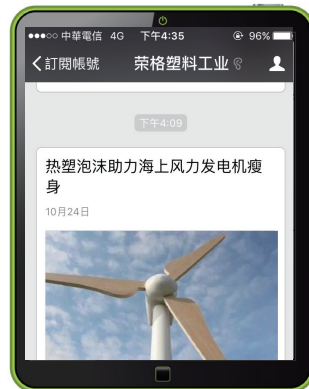 中華電信 4G 下午4:35 96%
訂閱帳號 荣格塑料工业
下午4:09
热塑泡沫助力海上风力发电机瘦
身
10月24日